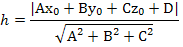 h = |Ax₀ + By₀ + Cz₀ + D| / √(A² + B² + C²)